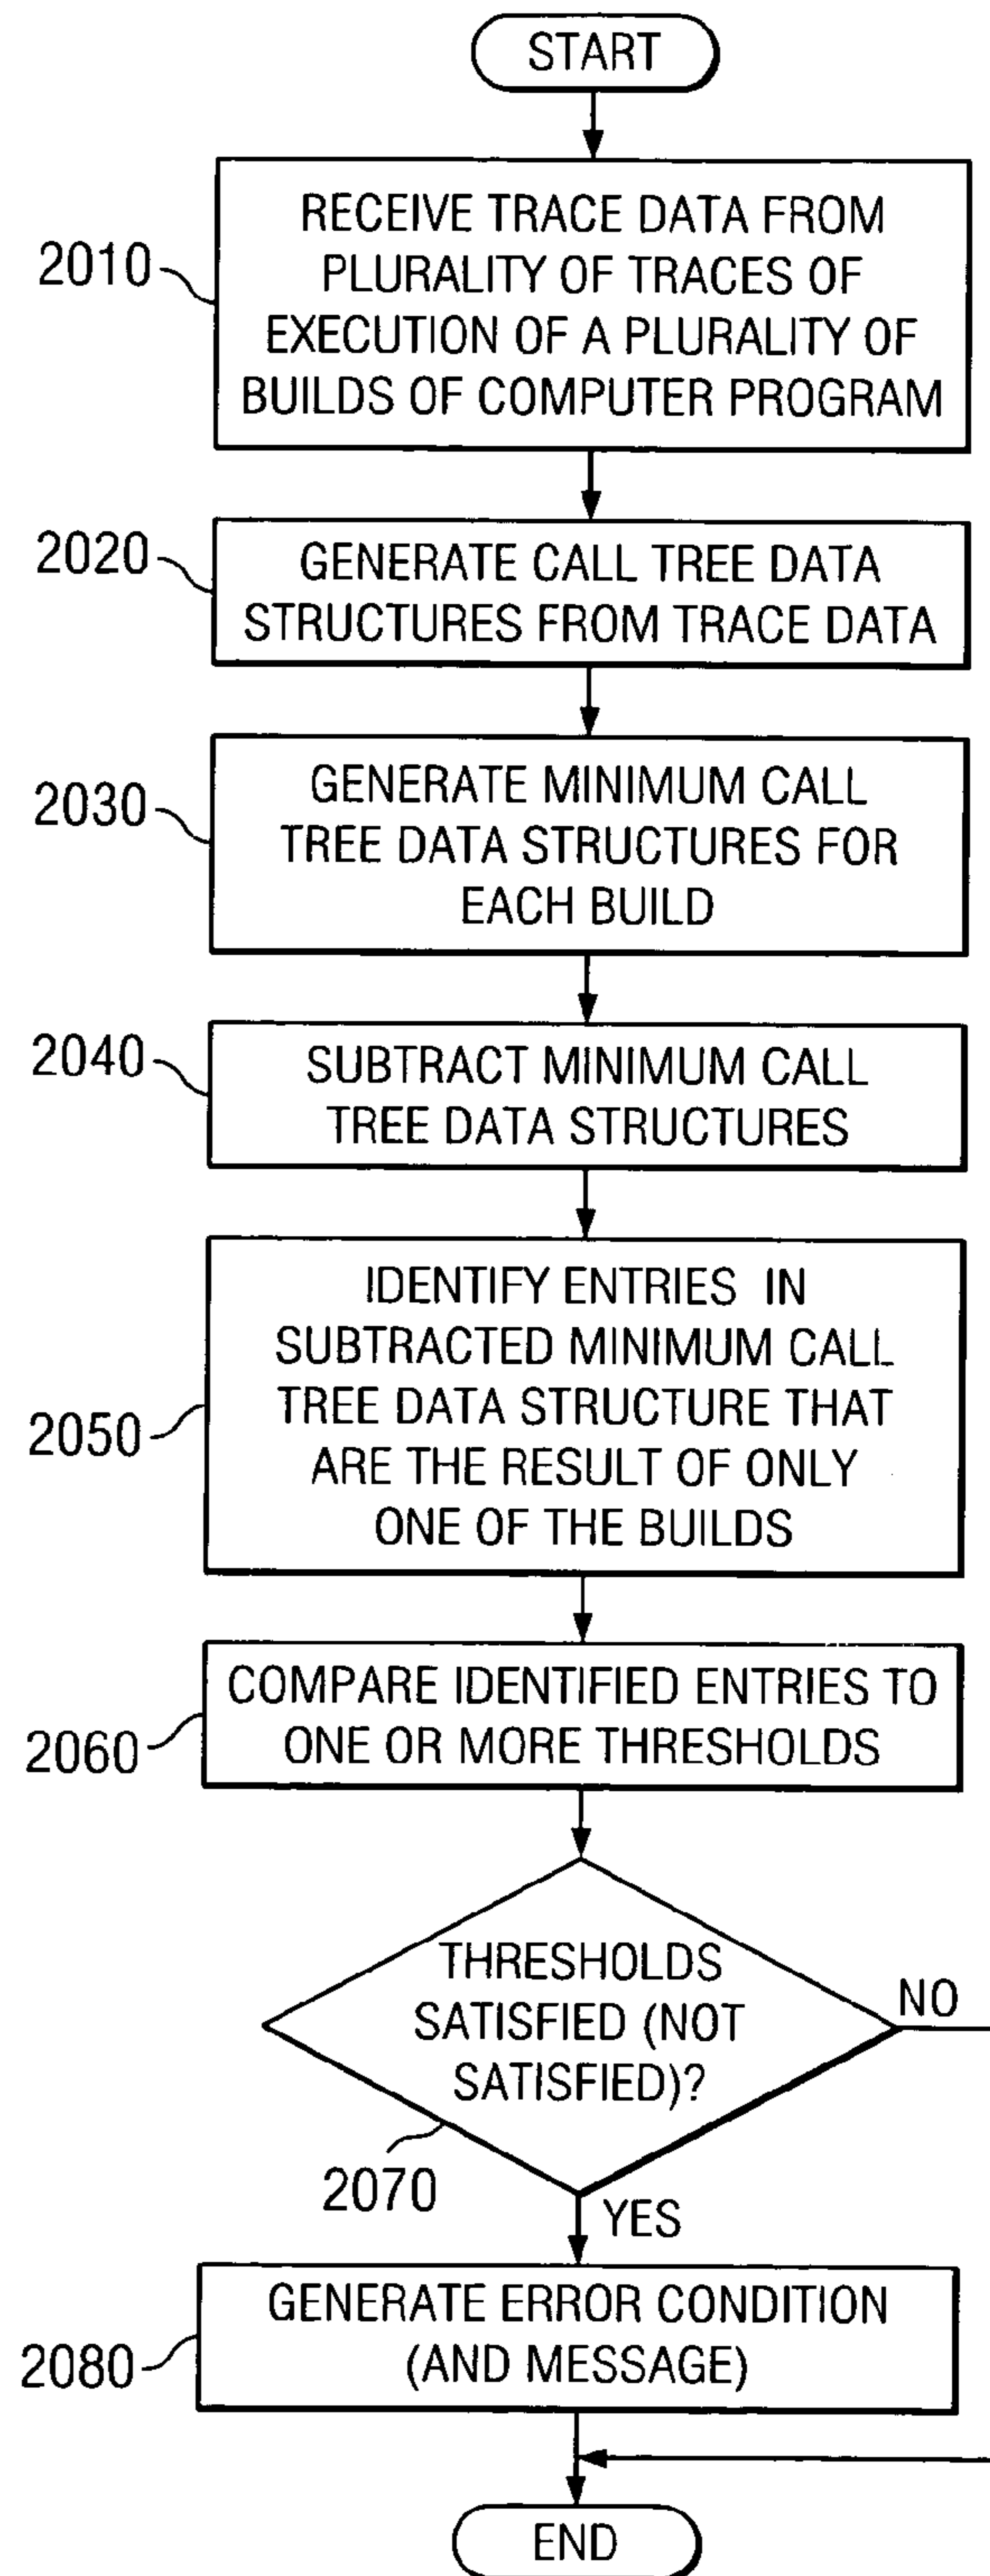 START
2010
RECEIVE TRACE DATA FROM
PLURALITY OF TRACES OF
EXECUTION OF A PLURALITY OF
BUILDS OF COMPUTER PROGRAM
2020
GENERATE CALL TREE DATA
STRUCTURES FROM TRACE DATA
2030
GENERATE MINIMUM CALL
TREE DATA STRUCTURES FOR
EACH BUILD
2040
SUBTRACT MINIMUM CALL
TREE DATA STRUCTURES
2050
IDENTIFY ENTRIES IN
SUBTRACTED MINIMUM CALL
TREE DATA STRUCTURE THAT
ARE THE RESULT OF ONLY
ONE OF THE BUILDS
2060
COMPARE IDENTIFIED ENTRIES TO
ONE OR MORE THRESHOLDS
THRESHOLDS
SATISFIED (NOT
SATISFIED)?
NO
2070
YES
2080
GENERATE ERROR CONDITION
(AND MESSAGE)
END